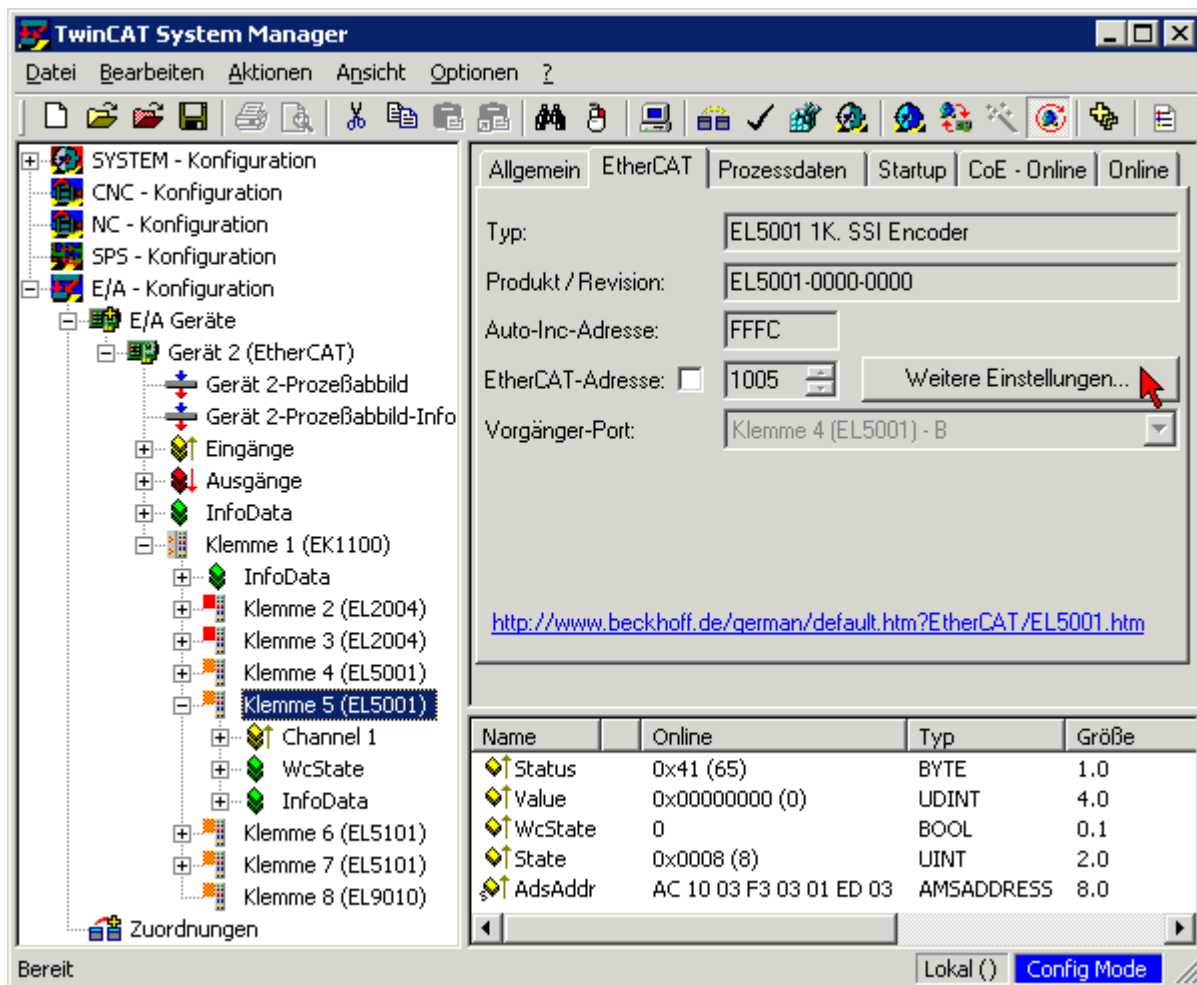 TwinCAT System Manager
Datei Bearbeiten Aktionen Ansicht Optionen ?
SYSTEM - Konfiguration
CNC - Konfiguration
NC - Konfiguration
SPS - Konfiguration
E/A - Konfiguration
E/A Geräte
Gerät 2 (EtherCAT)
Gerät 2-Prozeßabbild
Gerät 2-Prozeßabbild-Info
Eingänge
Ausgänge
InfoData
Klemme 1 (EK1100)
InfoData
Klemme 2 (EL2004)
Klemme 3 (EL2004)
Klemme 4 (EL5001)
Klemme 5 (EL5001)
Channel 1
WcState
InfoData
Klemme 6 (EL5101)
Klemme 7 (EL5101)
Klemme 8 (EL9010)
Zuordnungen
Allgemein EtherCAT Prozessdaten Startup CoE - Online Online
Typ: EL5001 1K. SSI Encoder
Produkt / Revision: EL5001-0000-0000
Auto-Inc-Adresse: FFFC
EtherCAT-Adresse: 1005 Weitere Einstellungen...
Vorgänger-Port: Klemme 4 (EL5001) - B
http://www.beckhoff.de/german/default.htm?EtherCAT/EL5001.htm
Name Online Typ Größe
Status 0x41 (65) BYTE 1.0
Value 0x00000000 (0) UDINT 4.0
WcState 0 BOOL 0.1
State 0x0008 (8) UINT 2.0
AdsAddr AC 10 03 F3 03 01 ED 03 AMSADDRESS 8.0
Bereit Lokal () Config Mode